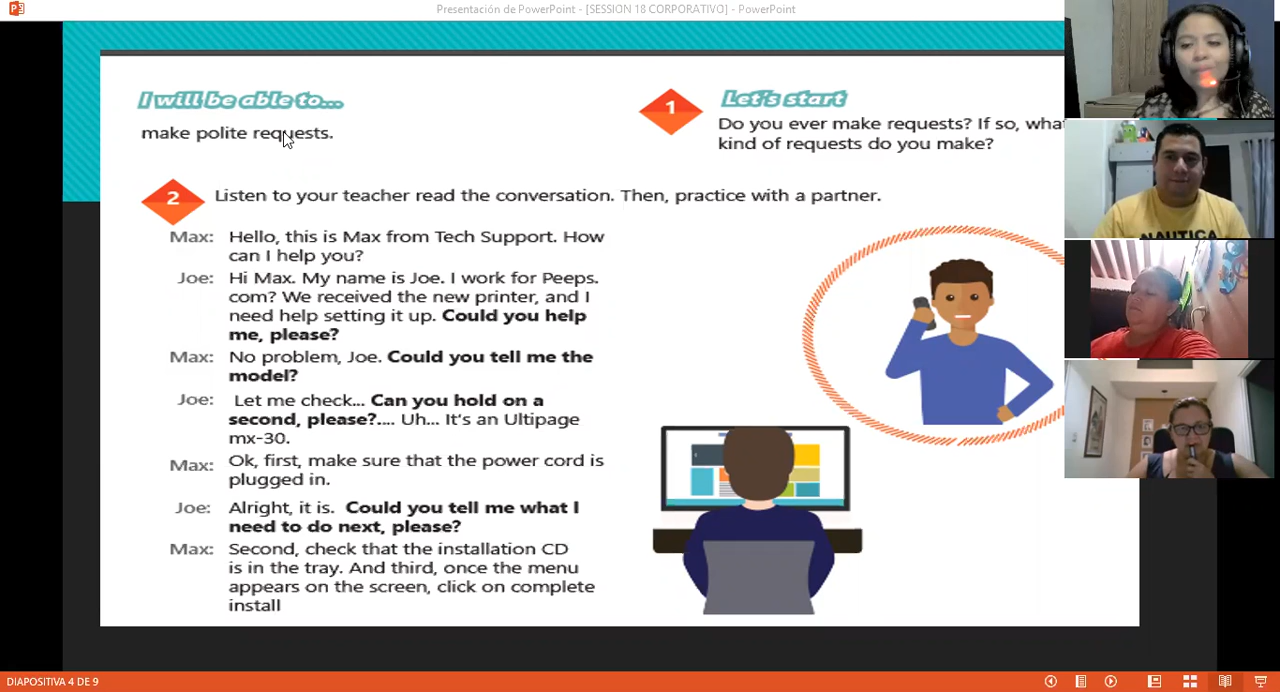 Presentación de PowerPoint - [SESSION 18 CORPORATIVO] - PowerPoint
I will be able to...
make polite requests.
1
Let's start
Do you ever make requests? If so, what
kind of requests do you make?
2
Listen to your teacher read the conversation. Then, practice with a partner.
Max: Hello, this is Max from Tech Support. How
can I help you?
Joe: Hi Max. My name is Joe. I work for Peeps.
com? We received the new printer, and I
need help setting it up. Could you help
me, please?
Max: No problem, Joe. Could you tell me the
model?
Joe: Let me check... Can you hold on a
second, please?.... Uh... It's an Ultipage
mx-30.
Max: Ok, first, make sure that the power cord is
plugged in.
Joe: Alright, it is. Could you tell me what I
need to do next, please?
Max: Second, check that the installation CD
is in the tray. And third, once the menu
appears on the screen, click on complete
install
NAUTICA
DIAPOSITIVA 4 DE 9